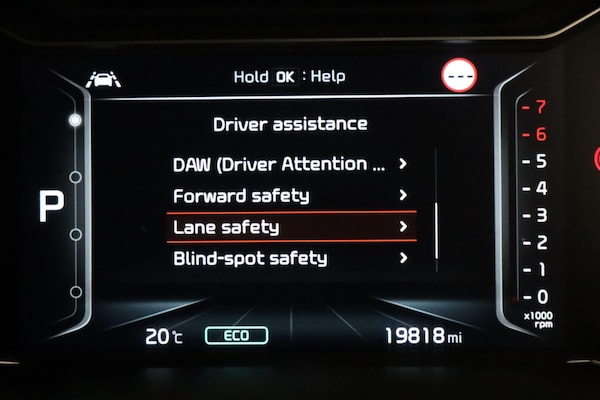 Hold OK : Help
---
Driver assistance
DAW (Driver Attention ...
Forward safety
Lane safety
Blind-spot safety
P
7
6
5
4
3
2
1
0
x1000
rpm
20°C
ECO
19818 mi